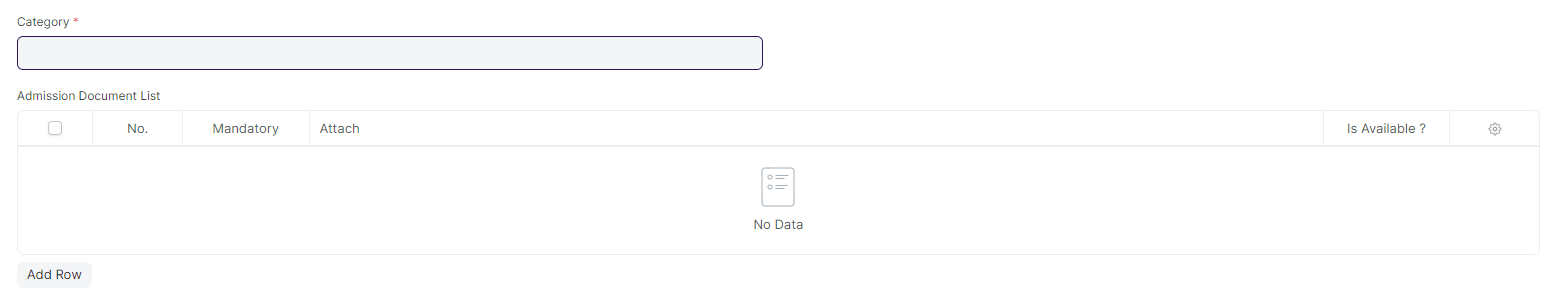 Category *
Admission Document List
No. Mandatory Attach Is Available ?
No Data
Add Row